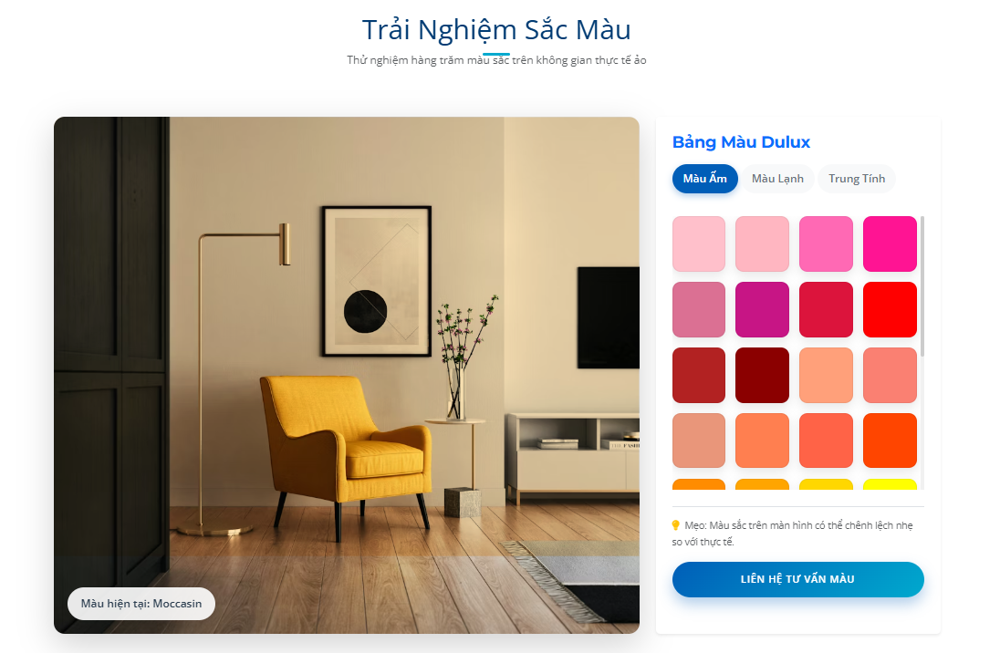 Trải Nghiệm Sắc Màu
Thử nghiệm hàng trăm màu sắc trên không gian thực tế ảo
Bảng Màu Dulux
Màu Ấm
Màu Lạnh
Trung Tính
Mẹo: Màu sắc trên màn hình có thể chênh lệch nhẹ
so với thực tế.
LIÊN HỆ TƯ VẤN MÀU
Màu hiện tại: Moccasin